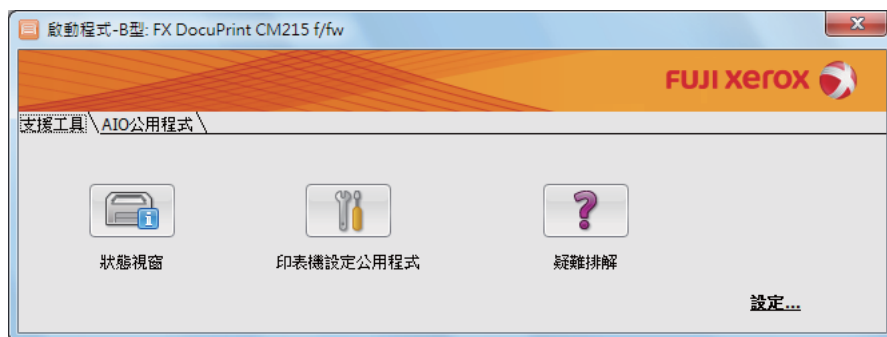 啟動程式-B型: FX DocuPrint CM215 f/fw
FUJI xerox
支援工具 AIO公用程式
狀態視窗 印表機設定公用程式 疑難排解
設定...